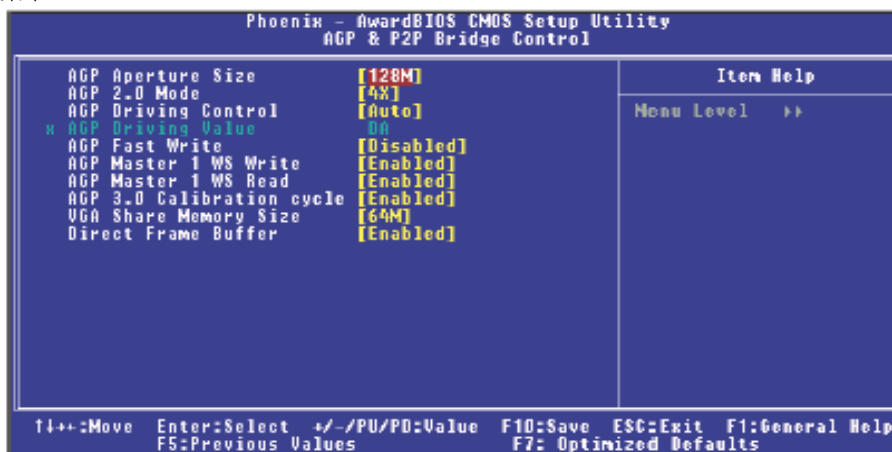 Phoenix - AwardBIOS CMOS Setup Utility
AGP & P2P Bridge Control
AGP Aperture Size [128M]
AGP 2.0 Mode [4X]
AGP Driving Control [Auto]
x AGP Driving Value DA
AGP Fast Write [Disabled]
AGP Master 1 WS Write [Enabled]
AGP Master 1 WS Read [Enabled]
AGP 3.0 Calibration cycle [Enabled]
VGA Share Memory Size [64M]
Direct Frame Buffer [Enabled]
Item Help
Menu Level ▸▸
↑↓→←:Move Enter:Select +/-/PU/PD:Value F10:Save ESC:Exit F1:General Help
F5:Previous Values F7: Optimized Defaults